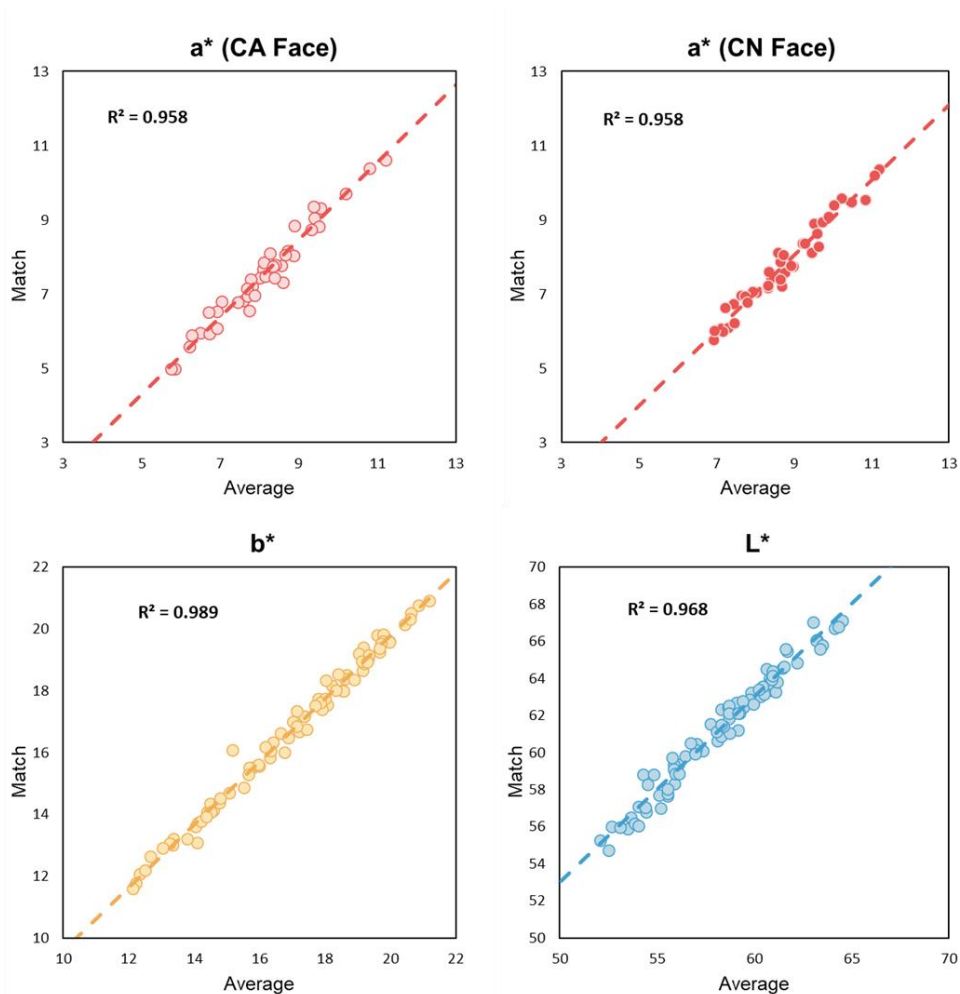 a* (CA Face)
13
11
9
7
5
3
R² = 0.958
Match
3 5 7 9 11 13
Average
a* (CN Face)
13
11
9
7
5
3
R² = 0.958
Match
3 5 7 9 11 13
Average
b*
22
20
18
16
14
12
10
R² = 0.989
Match
10 12 14 16 18 20 22
Average
L*
70
68
66
64
62
60
58
56
54
52
50
R² = 0.968
Match
50 55 60 65 70
Average